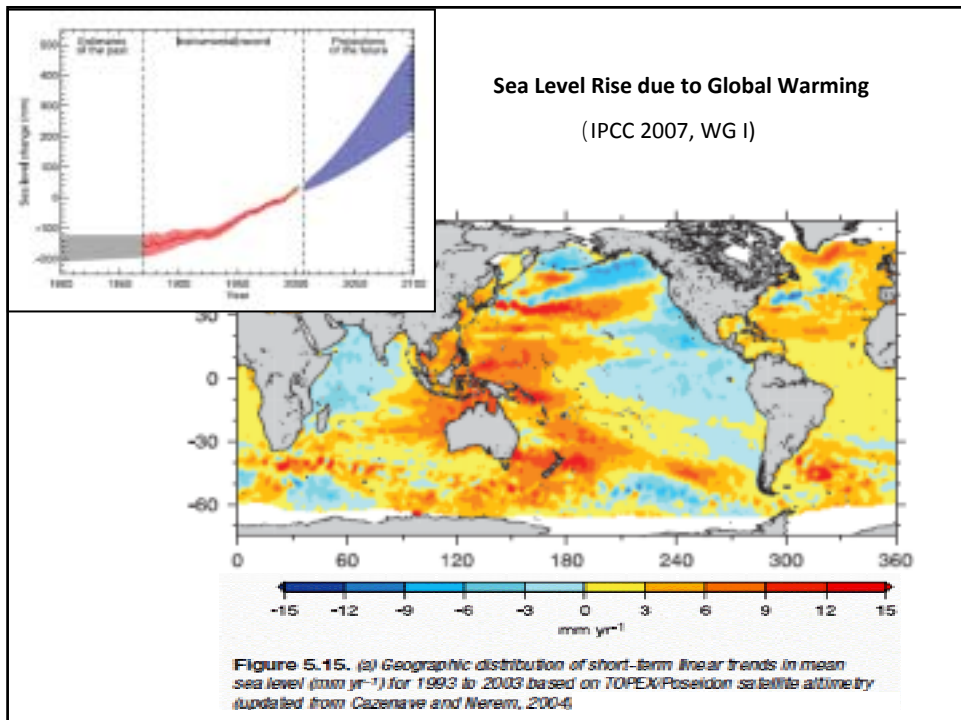 Estimates of the past
Instrumental record
Projections of the future
500
400
300
200
100
0
-100
-200
Sea level change (mm)
1800
1850
1900
1950
2000
2050
2100
Year
Sea Level Rise due to Global Warming
(IPCC 2007, WG I)
30
0
-30
-60
0 60 120 180 240 300 360
-15 -12 -9 -6 -3 0 3 6 9 12 15
mm yr⁻¹
Figure 5.15. (a) Geographic distribution of short-term linear trends in mean
sea level (mm yr⁻¹) for 1993 to 2003 based on TOPEX/Poseidon satellite altimetry
(updated from Cazenave and Nerem, 2004)